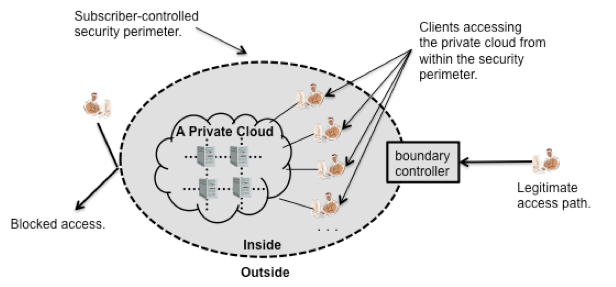 Subscriber-controlled
security perimeter.
Clients accessing
the private cloud from
within the security
perimeter.
A Private Cloud
boundary
controller
Legitimate
access path.
Blocked access.
. . .
Inside
Outside